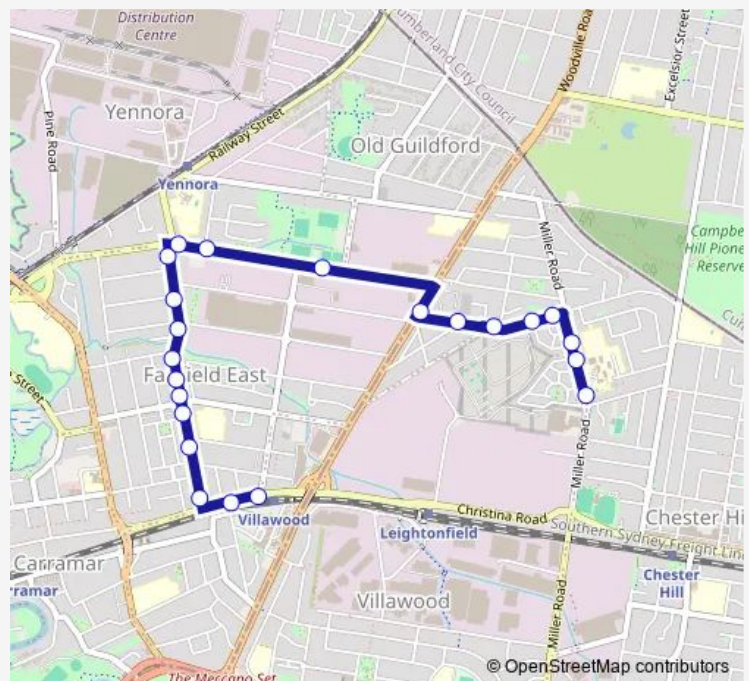 Distribution
Centre
Cumberland City Council
Woodville Road
Excelsior Street
Yennora
Pine Road
Railway Street
Old Guildford
Yennora
Miller Road
Hill Pione
Reserve
Fairfield East
Street
Miller Road
Villawood
Christina Road
Leightonfield
Southern Sydney Freight Line
Chester Hi
Carramar
rramar
Chester
Hill
Villawood
Miller Road
The Meccano Set
© OpenStreetMap contributors